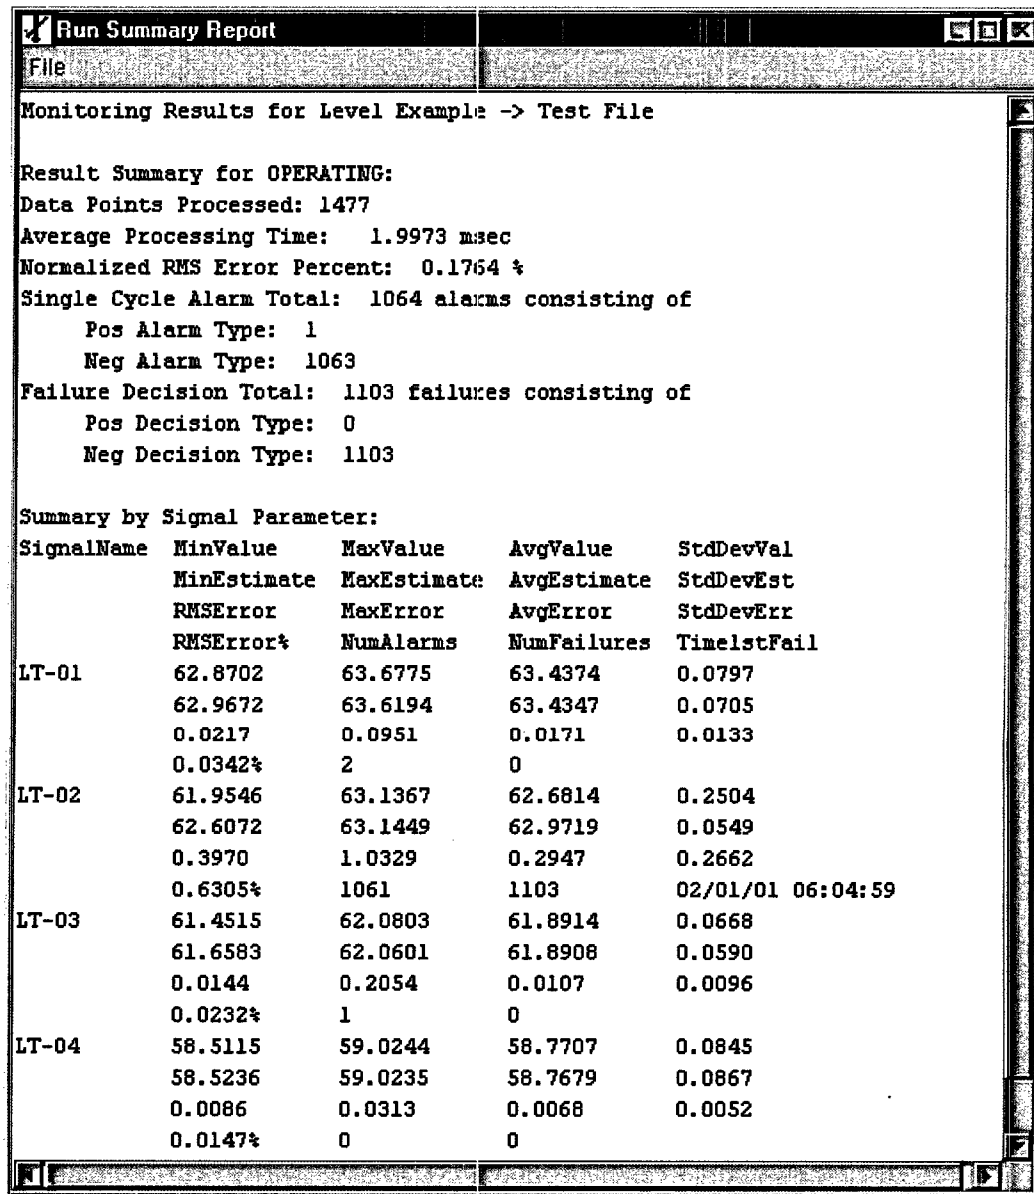 Run Summary Report
File
Monitoring Results for Level Example -> Test File
Result Summary for OPERATING:
Data Points Processed: 1477
Average Processing Time: 1.9973 msec
Normalized RMS Error Percent: 0.1764 %
Single Cycle Alarm Total: 1064 alarms consisting of
Pos Alarm Type: 1
Neg Alarm Type: 1063
Failure Decision Total: 1103 failures consisting of
Pos Decision Type: 0
Neg Decision Type: 1103
Summary by Signal Parameter:
SignalName MinValue MaxValue AvgValue StdDevVal
MinEstimate MaxEstimate AvgEstimate StdDevEst
RMSError MaxError AvgError StdDevErr
RMSError% NumAlarms NumFailures Time1stFail
LT-01 62.8702 63.6775 63.4374 0.0797
62.9672 63.6194 63.4347 0.0705
0.0217 0.0951 0.0171 0.0133
0.0342% 2 0
LT-02 61.9546 63.1367 62.6814 0.2504
62.6072 63.1449 62.9719 0.0549
0.3970 1.0329 0.2947 0.2662
0.6305% 1061 1103 02/01/01 06:04:59
LT-03 61.4515 62.0803 61.8914 0.0668
61.6583 62.0601 61.8908 0.0590
0.0144 0.2054 0.0107 0.0096
0.0232% 1 0
LT-04 58.5115 59.0244 58.7707 0.0845
58.5236 59.0235 58.7679 0.0867
0.0086 0.0313 0.0068 0.0052
0.0147% 0 0